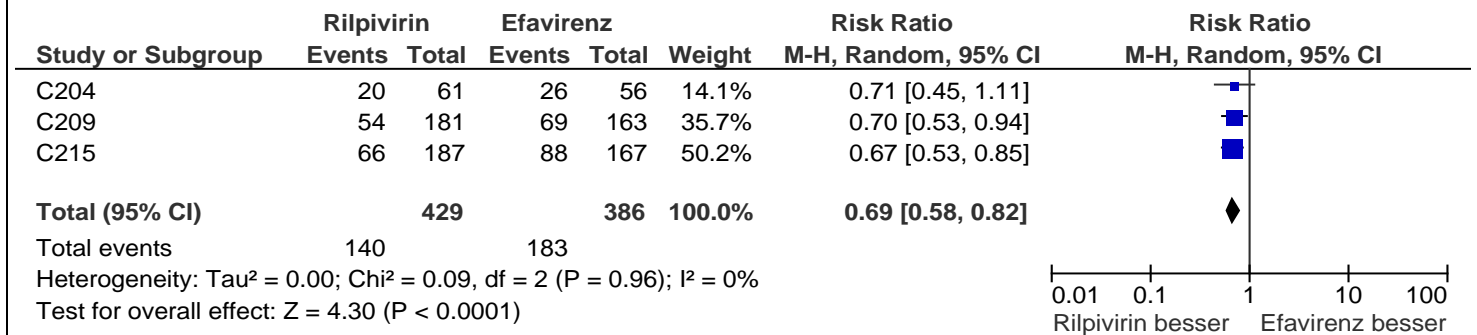 Rilpivirin Efavirenz Risk Ratio Risk Ratio
Study or Subgroup Events Total Events Total Weight M-H, Random, 95% CI M-H, Random, 95% CI
C204 20 61 26 56 14.1% 0.71 [0.45, 1.11]
C209 54 181 69 163 35.7% 0.70 [0.53, 0.94]
C215 66 187 88 167 50.2% 0.67 [0.53, 0.85]
Total (95% CI) 429 386 100.0% 0.69 [0.58, 0.82]
Total events 140 183
Heterogeneity: Tau² = 0.00; Chi² = 0.09, df = 2 (P = 0.96); I² = 0%
Test for overall effect: Z = 4.30 (P < 0.0001)
0.01 0.1 1 10 100
Rilpivirin besser Efavirenz besser